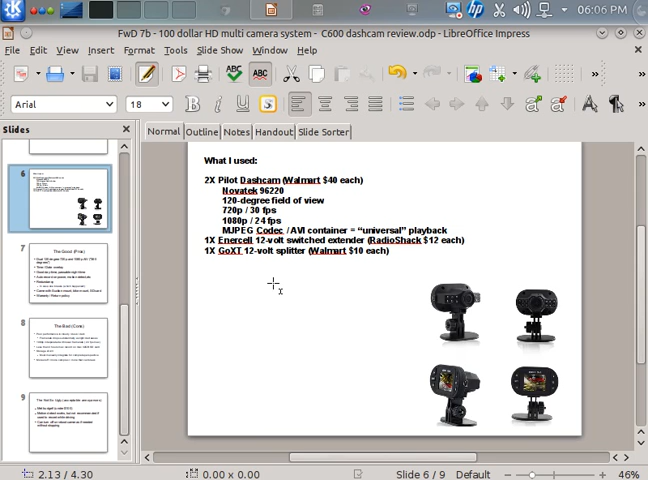 06:06 PM
FwD 7b - 100 dollar HD multi camera system - C600 dashcam review.odp - LibreOffice Impress
File Edit View Insert Format Tools Slide Show Window Help
ABC ABC
Arial 18 B I U S
Slides
Normal Outline Notes Handout Slide Sorter
6
7
The Good (Pros)
8
The Bad (Cons)
9
What I used:
2X Pilot Dashcam (Walmart $40 each)
Novatek 96220
120-degree field of view
720p / 30 fps
1080p / 24 fps
MJPEG Codec / AVI container = “universal” playback
1X Enercell 12-volt switched extender (RadioShack $12 each)
1X GoXT 12-volt splitter (Walmart $10 each)
2.13 / 4.30 0.00 x 0.00 Slide 6 / 9 Default 46%